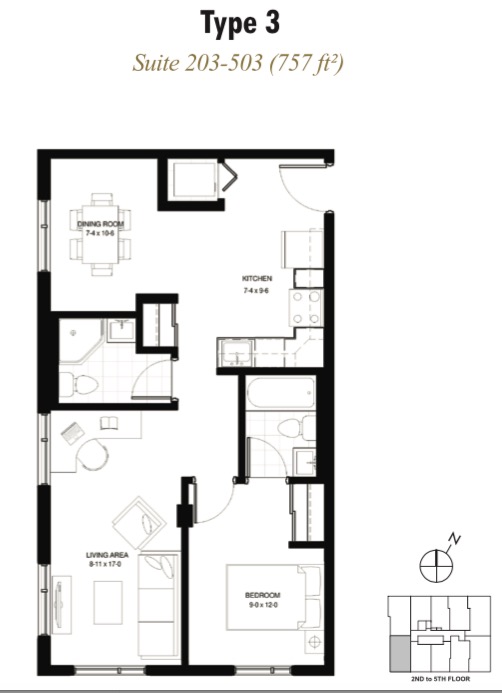 Type 3
Suite 203-503 (757 ft²)
DINING ROOM
7-4 x 10-6
KITCHEN
7-4 x 9-6
LIVING AREA
8-11 x 17-0
BEDROOM
9-0 x 12-0
N
2ND to 5TH FLOOR